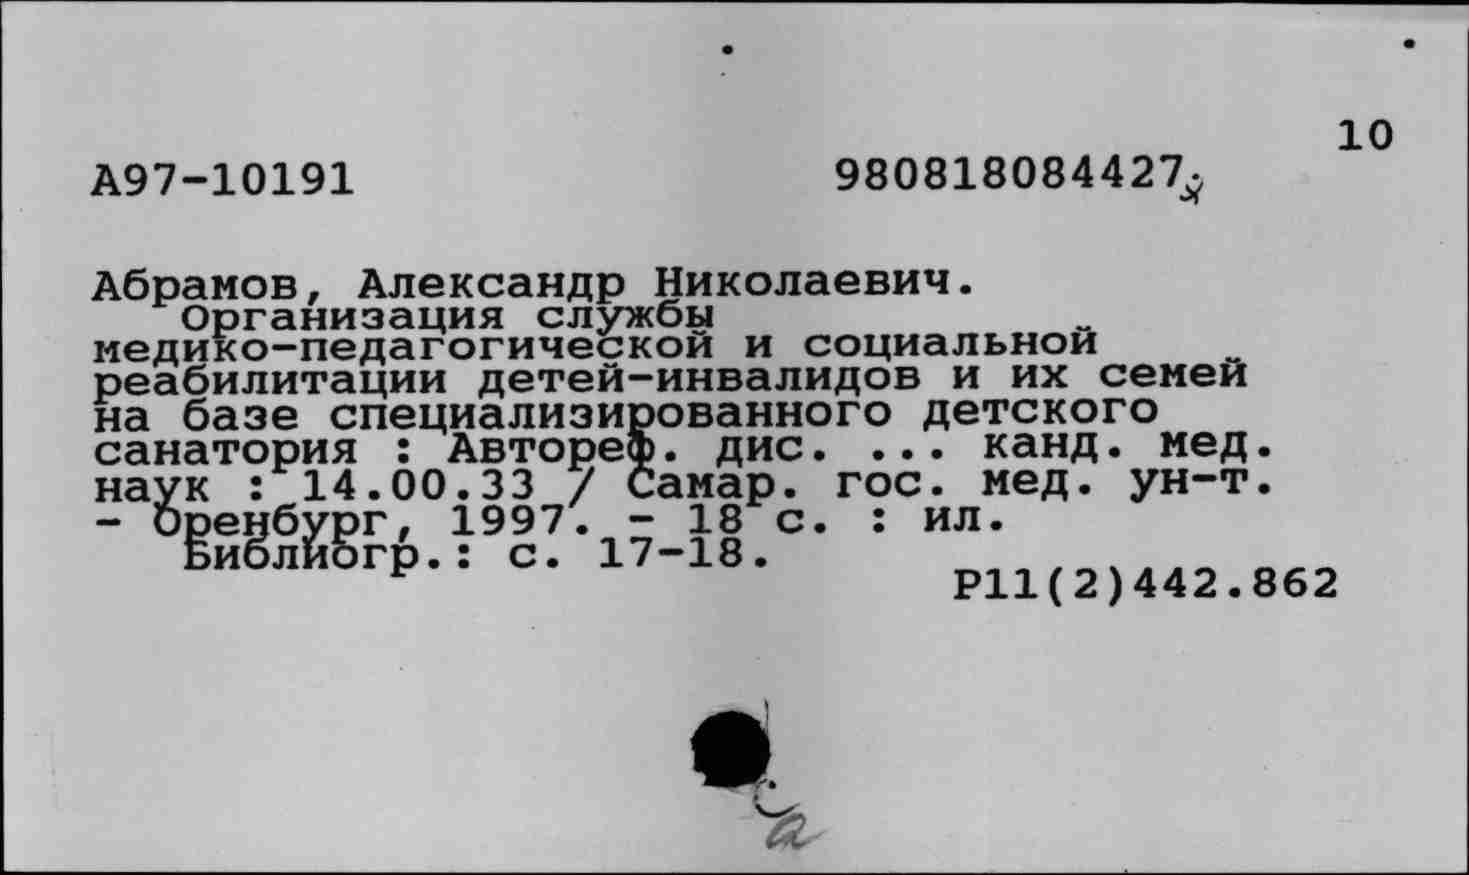 10
А97-10191 980818084427
Абрамов, Александр Николаевич.
Организация службы
медико-педагогической и социальной
реабилитации детей-инвалидов и их семей
на базе специализированного детского
санатория : Автореф. дис. ... канд. мед.
наук : 14.00.33 / Самар. гос. мед. ун-т.
- Оренбург, 1997. - 18 с. : ил.
Библиогр.: с. 17-18.
Р11(2)442.862
а